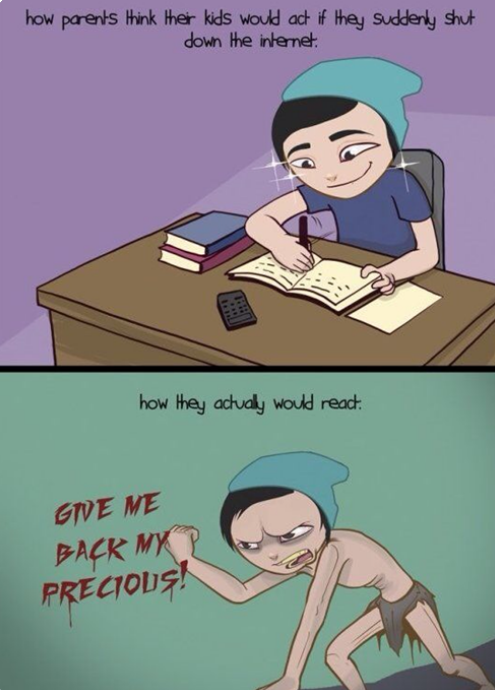 how parents think their kids would act if they suddenly shut
down the internet.
how they actually would react.
GIVE ME
BACK MY
PRECIOUS!